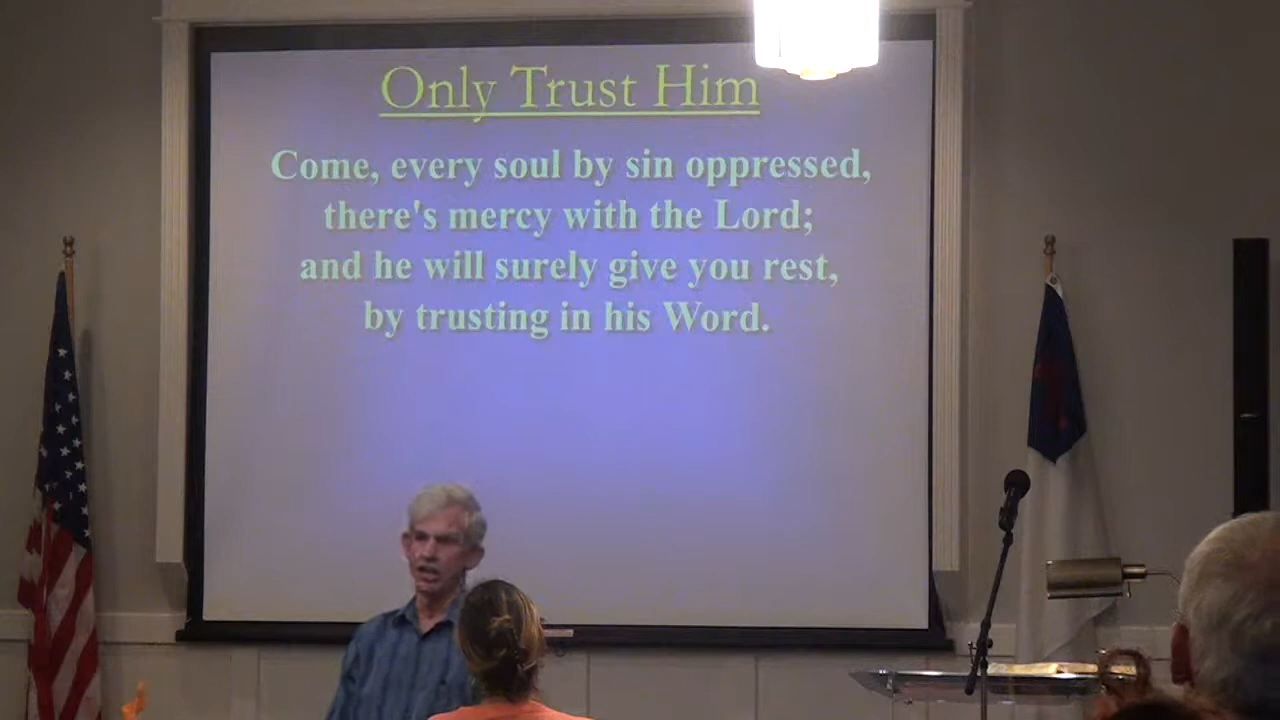 Only Trust Him
Come, every soul by sin oppressed,
there's mercy with the Lord;
and he will surely give you rest,
by trusting in his Word.